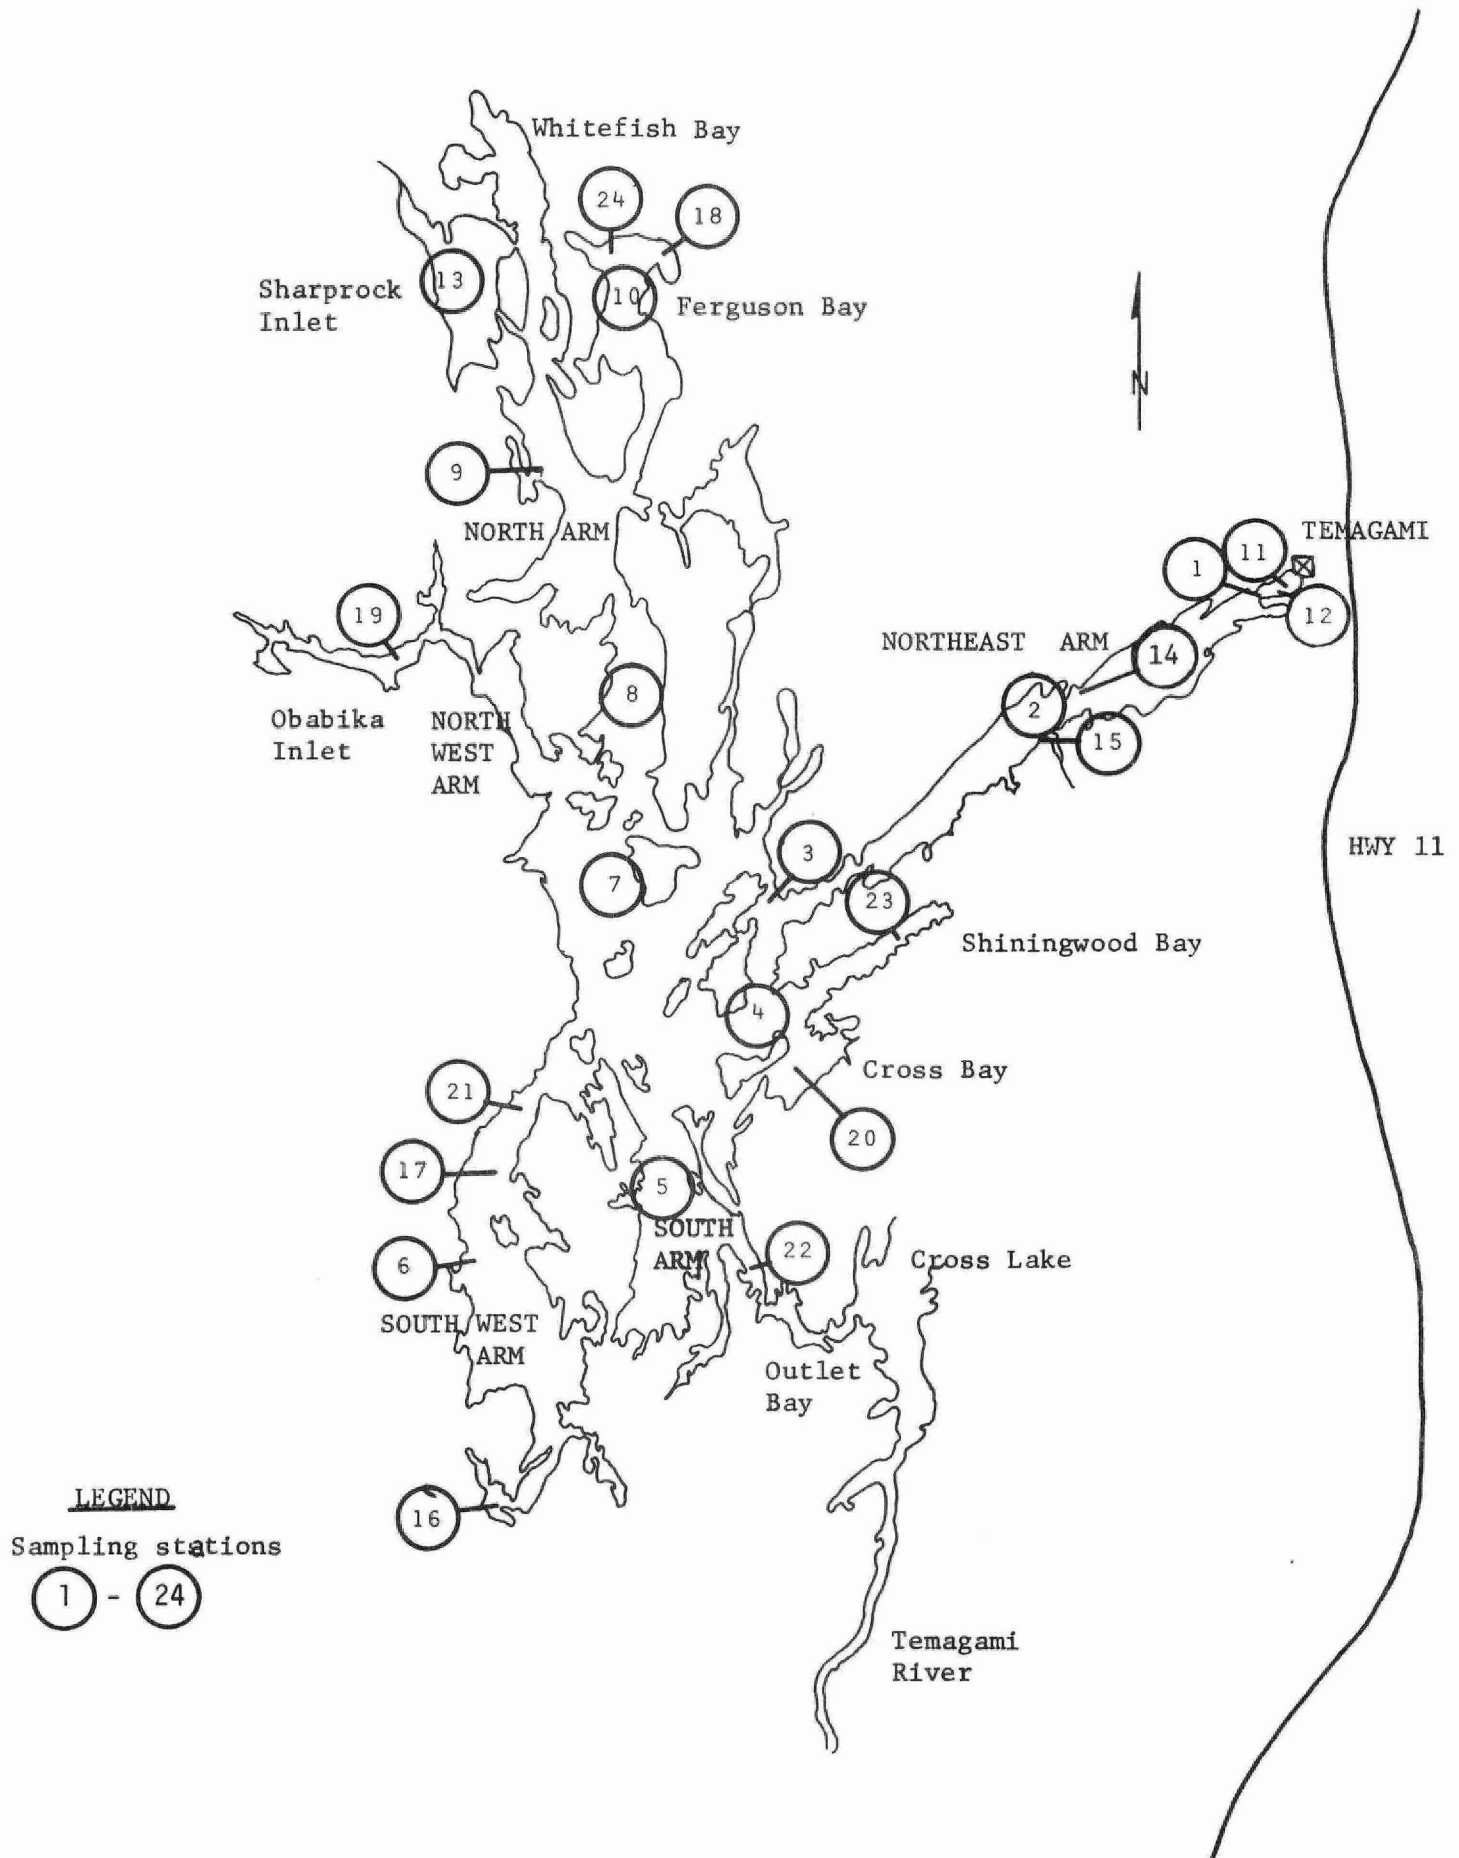 Whitefish Bay
24
18
13
10
Sharprock
Inlet
Ferguson Bay
N
9
NORTH ARM
TEMAGAMI
1
11
12
19
NORTHEAST ARM
14
8
2
15
Obabika
Inlet
NORTH
WEST
ARM
HWY 11
3
7
23
Shiningwood Bay
4
Cross Bay
21
20
17
5
SOUTH
ARM
22
Cross Lake
6
SOUTH WEST
ARM
Outlet
Bay
16
LEGEND
Sampling stations
1 - 24
Temagami
River